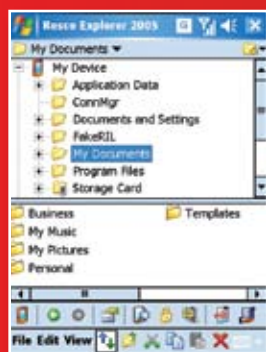 Resco Explorer 2005
My Documents
My Device
Application Data
ConnMgr
Documents and Settings
FakeRIL
My Documents
Program Files
Storage Card
Business
Templates
My Music
My Pictures
Personal
File Edit View